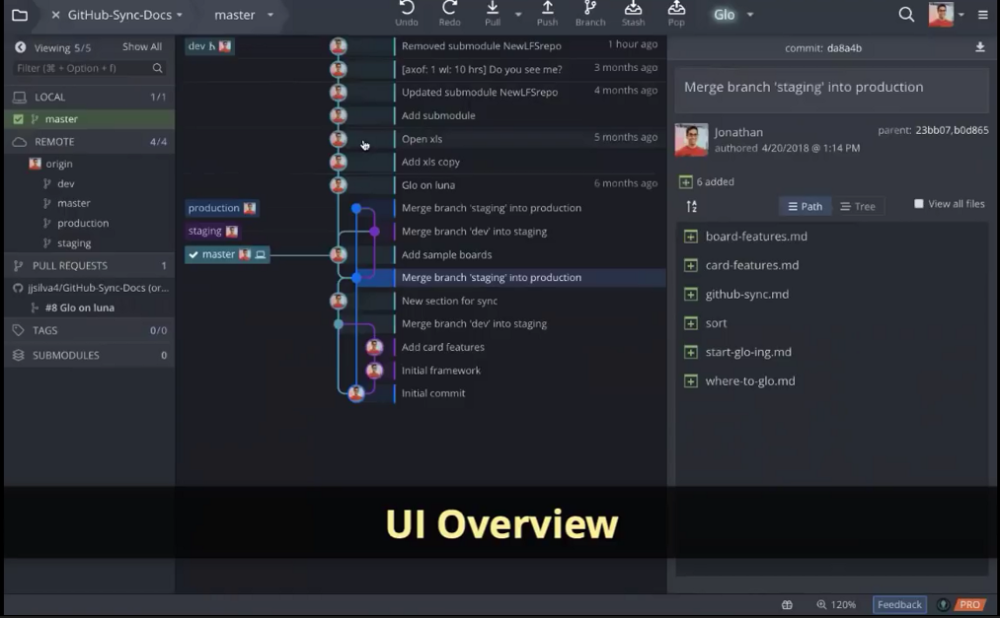 GitHub-Sync-Docs
master
Undo
Redo
Pull
Push
Branch
Stash
Pop
Glo
Viewing 5/5 Show All
Filter (⌘ + Option + f)
LOCAL 1/1
master
REMOTE 4/4
origin
dev
master
production
staging
PULL REQUESTS 1
jjsilva4/GitHub-Sync-Docs (or...
#8 Glo on luna
TAGS 0/0
SUBMODULES 0
dev Removed submodule NewLFSrepo 1 hour ago
[axof: 1 wl: 10 hrs] Do you see me? 3 months ago
Updated submodule NewLFSrepo 4 months ago
Add submodule
Open xls 5 months ago
Add xls copy
Glo on luna 6 months ago
production Merge branch 'staging' into production
staging Merge branch 'dev' into staging
master Add sample boards
Merge branch 'staging' into production
New section for sync
Merge branch 'dev' into staging
Add card features
Initial framework
Initial commit
commit: da8a4b
Merge branch 'staging' into production
Jonathan
authored 4/20/2018 @ 1:14 PM
parent: 23bb07,b0d865
6 added
Path Tree View all files
board-features.md
card-features.md
github-sync.md
sort
start-glo-ing.md
where-to-glo.md
UI Overview
120% Feedback PRO